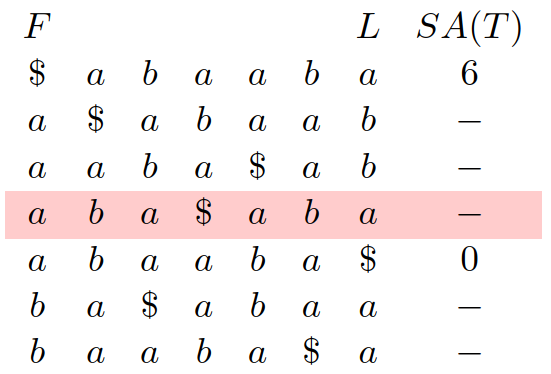 F L SA(T)
$ a b a a b a 6
a $ a b a a b –
a a b a $ a b –
a b a $ a b a –
a b a a b a $ 0
b a $ a b a a –
b a a b a $ a –